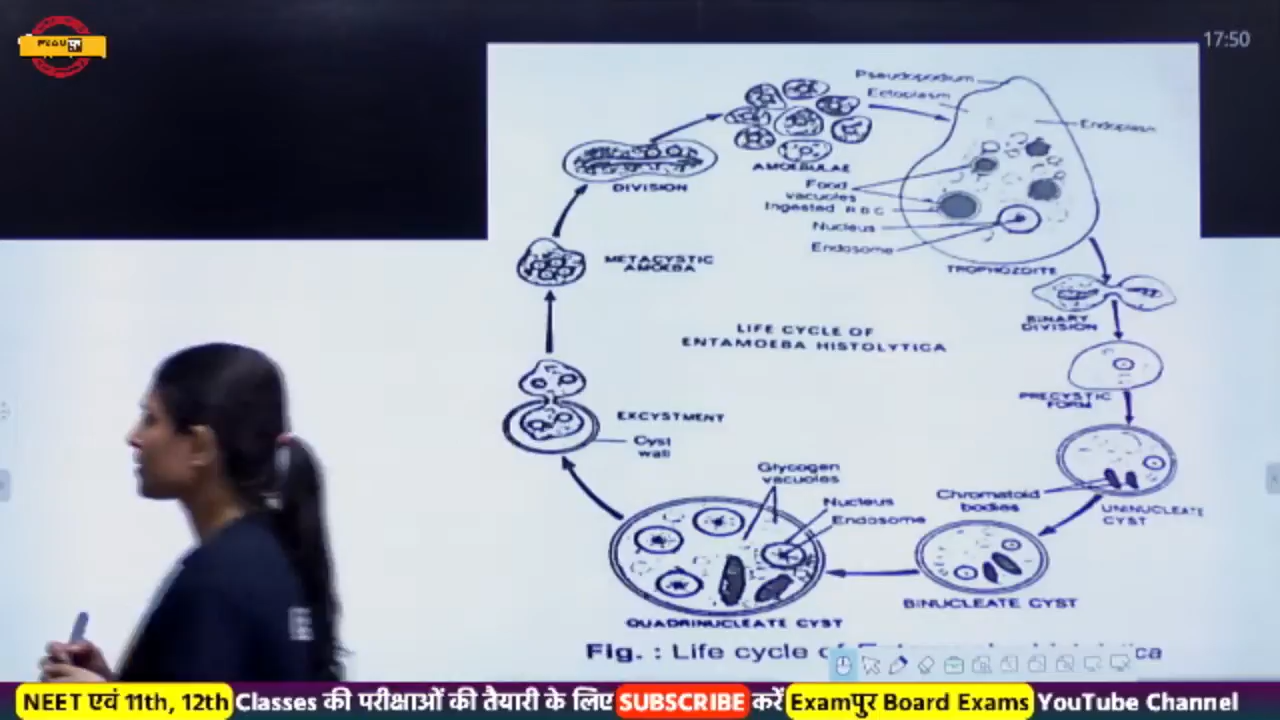 17:50
Pseudopodium
Ectoplasm
Endoplasm
AMOEBULAE
DIVISION
Food
vacuoles
Ingested R B C
Nucleus
Endosome
TROPHOZOITE
METACYSTIC
AMOEBA
BINARY
DIVISION
LIFE CYCLE OF
ENTAMOEBA HISTOLYTICA
PRECYSTIC
FORM
EXCYSTMENT
Cyst
wall
Glycogen
vacuoles
Nucleus
Endosome
Chromatoid
bodies
UNINUCLEATE
CYST
BINUCLEATE CYST
QUADRINUCLEATE CYST
Fig. : Life cycle of
NEET एवं 11th, 12th Classes की परीक्षाओं की तैयारी के लिए SUBSCRIBE करें Examपुर Board Exams YouTube Channel